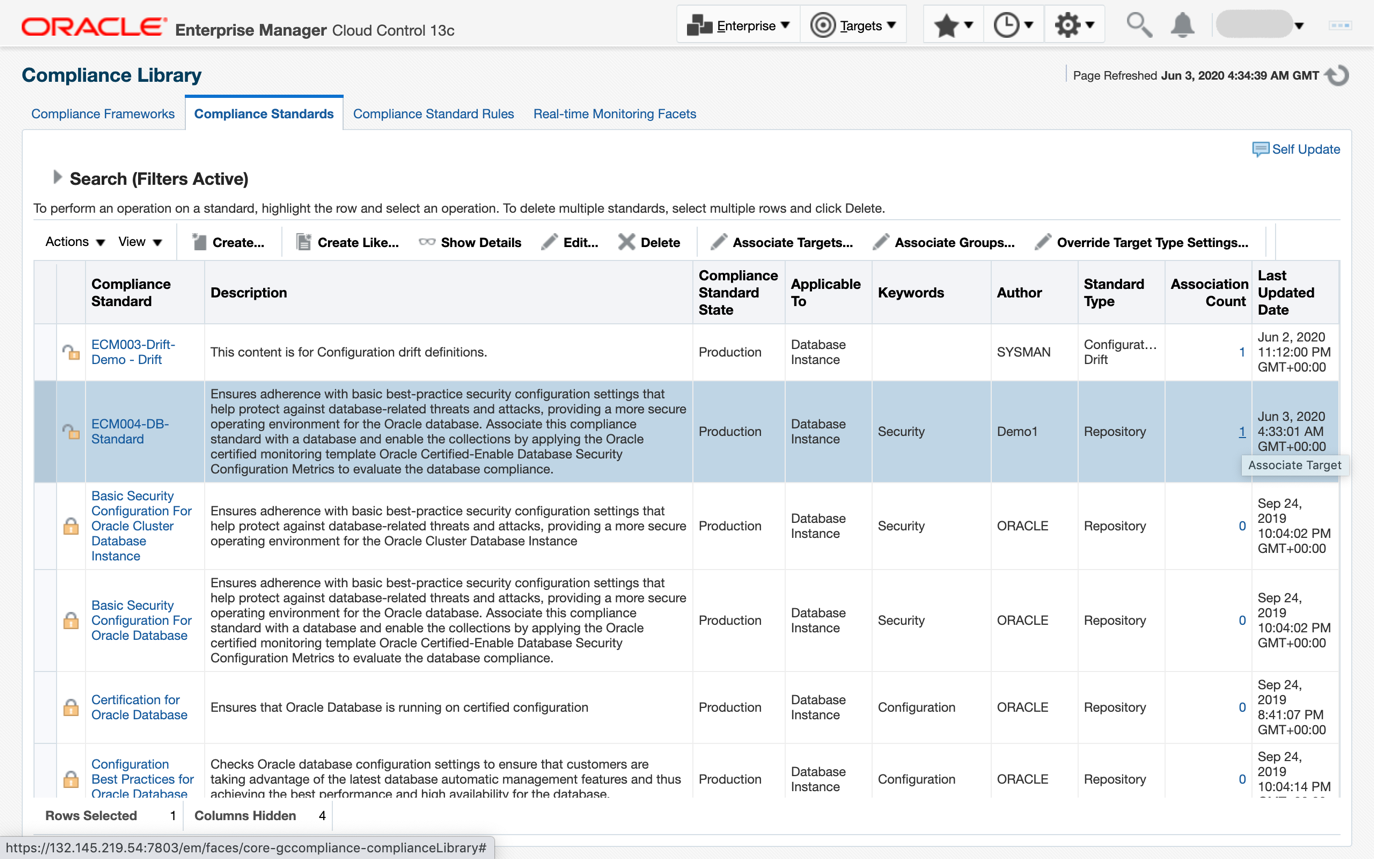 ORACLE Enterprise Manager Cloud Control 13c
Enterprise
Targets
Compliance Library
Page Refreshed Jun 3, 2020 4:34:39 AM GMT
Compliance Frameworks
Compliance Standards
Compliance Standard Rules
Real-time Monitoring Facets
Self Update
Search (Filters Active)
To perform an operation on a standard, highlight the row and select an operation. To delete multiple standards, select multiple rows and click Delete.
Actions
View
Create...
Create Like...
Show Details
Edit...
Delete
Associate Targets...
Associate Groups...
Override Target Type Settings...
Compliance
Standard
Description
Compliance
Standard
State
Applicable
To
Keywords
Author
Standard
Type
Association
Count
Last
Updated
Date
ECM003-Drift-
Demo - Drift
This content is for Configuration drift definitions.
Production
Database
Instance
SYSMAN
Configurat...
Drift
1
Jun 2, 2020
11:12:00 PM
GMT+00:00
ECM004-DB-
Standard
Ensures adherence with basic best-practice security configuration settings that
help protect against database-related threats and attacks, providing a more secure
operating environment for the Oracle database. Associate this compliance
standard with a database and enable the collections by applying the Oracle
certified monitoring template Oracle Certified-Enable Database Security
Configuration Metrics to evaluate the database compliance.
Production
Database
Instance
Security
Demo1
Repository
1
Jun 3, 2020
4:33:01 AM
GMT+00:00
Associate Target
Basic Security
Configuration For
Oracle Cluster
Database
Instance
Ensures adherence with basic best-practice security configuration settings that
help protect against database-related threats and attacks, providing a more secure
operating environment for the Oracle Cluster Database Instance
Production
Database
Instance
Security
ORACLE
Repository
0
Sep 24,
2019
10:04:02 PM
GMT+00:00
Basic Security
Configuration For
Oracle Database
Ensures adherence with basic best-practice security configuration settings that
help protect against database-related threats and attacks, providing a more secure
operating environment for the Oracle database. Associate this compliance
standard with a database and enable the collections by applying the Oracle
certified monitoring template Oracle Certified-Enable Database Security
Configuration Metrics to evaluate the database compliance.
Production
Database
Instance
Security
ORACLE
Repository
0
Sep 24,
2019
10:04:02 PM
GMT+00:00
Certification for
Oracle Database
Ensures that Oracle Database is running on certified configuration
Production
Database
Instance
Configuration
ORACLE
Repository
0
Sep 24,
2019
8:41:07 PM
GMT+00:00
Configuration
Best Practices for
Oracle Database
Checks Oracle database configuration settings to ensure that customers are
taking advantage of the latest database automatic management features and thus
achieving the best performance and high availability for the database.
Production
Database
Instance
Configuration
ORACLE
Repository
0
Sep 24,
2019
10:04:14 PM
Rows Selected 1
Columns Hidden 4
https://132.145.219.54:7803/em/faces/core-gccompliance-complianceLibrary#